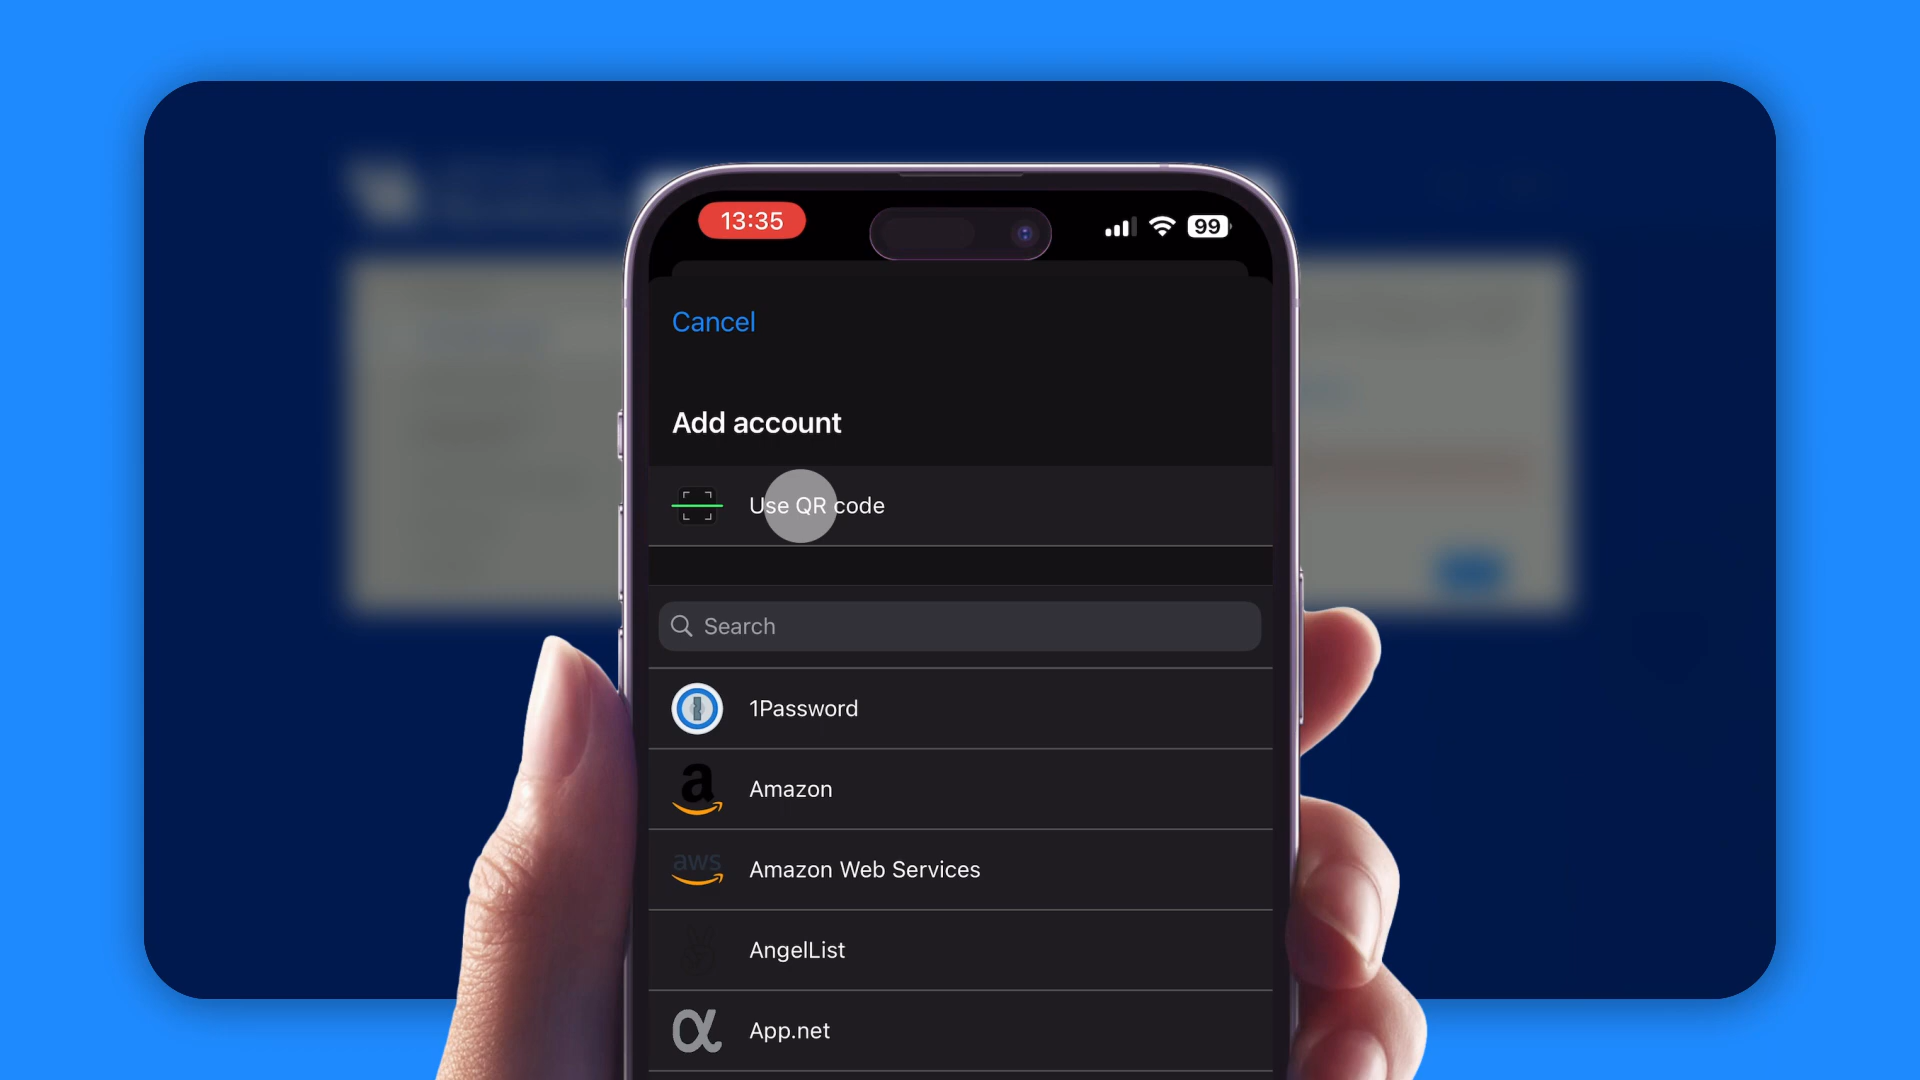 13:35
99
Cancel
Add account
Use QR code
Search
1Password
a
Amazon
aws
Amazon Web Services
AngelList
App.net